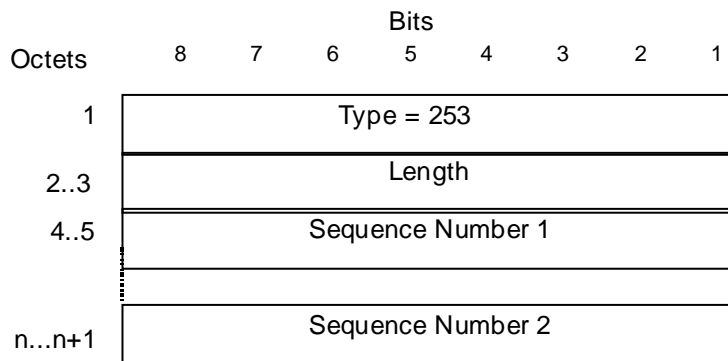 Bits
Octets 8 7 6 5 4 3 2 1
1 Type = 253
2..3 Length
4..5 Sequence Number 1
n...n+1 Sequence Number 2